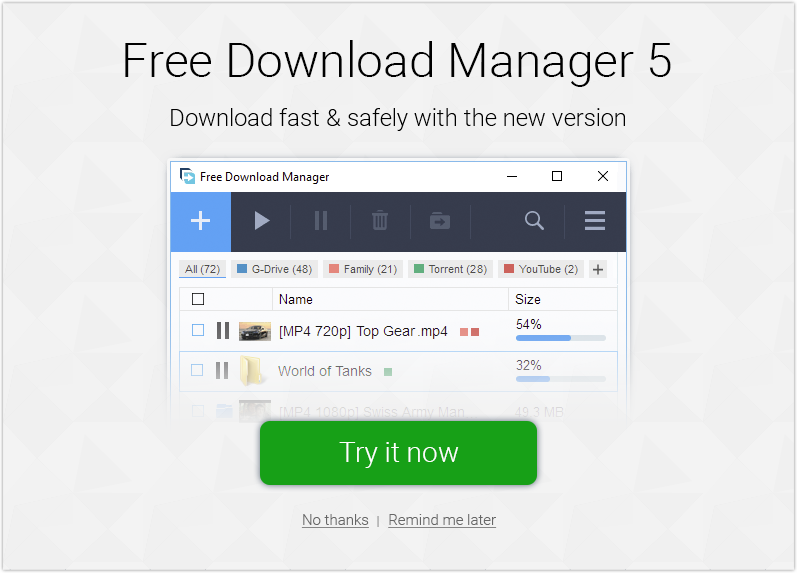 Free Download Manager 5
Download fast & safely with the new version
Free Download Manager
All (72) G-Drive (48) Family (21) Torrent (28) YouTube (2) +
Name Size
[MP4 720p] Top Gear.mp4 54%
World of Tanks 32%
[MP4 1080p] Swiss Army Man 49.3 MB
Try it now
No thanks | Remind me later